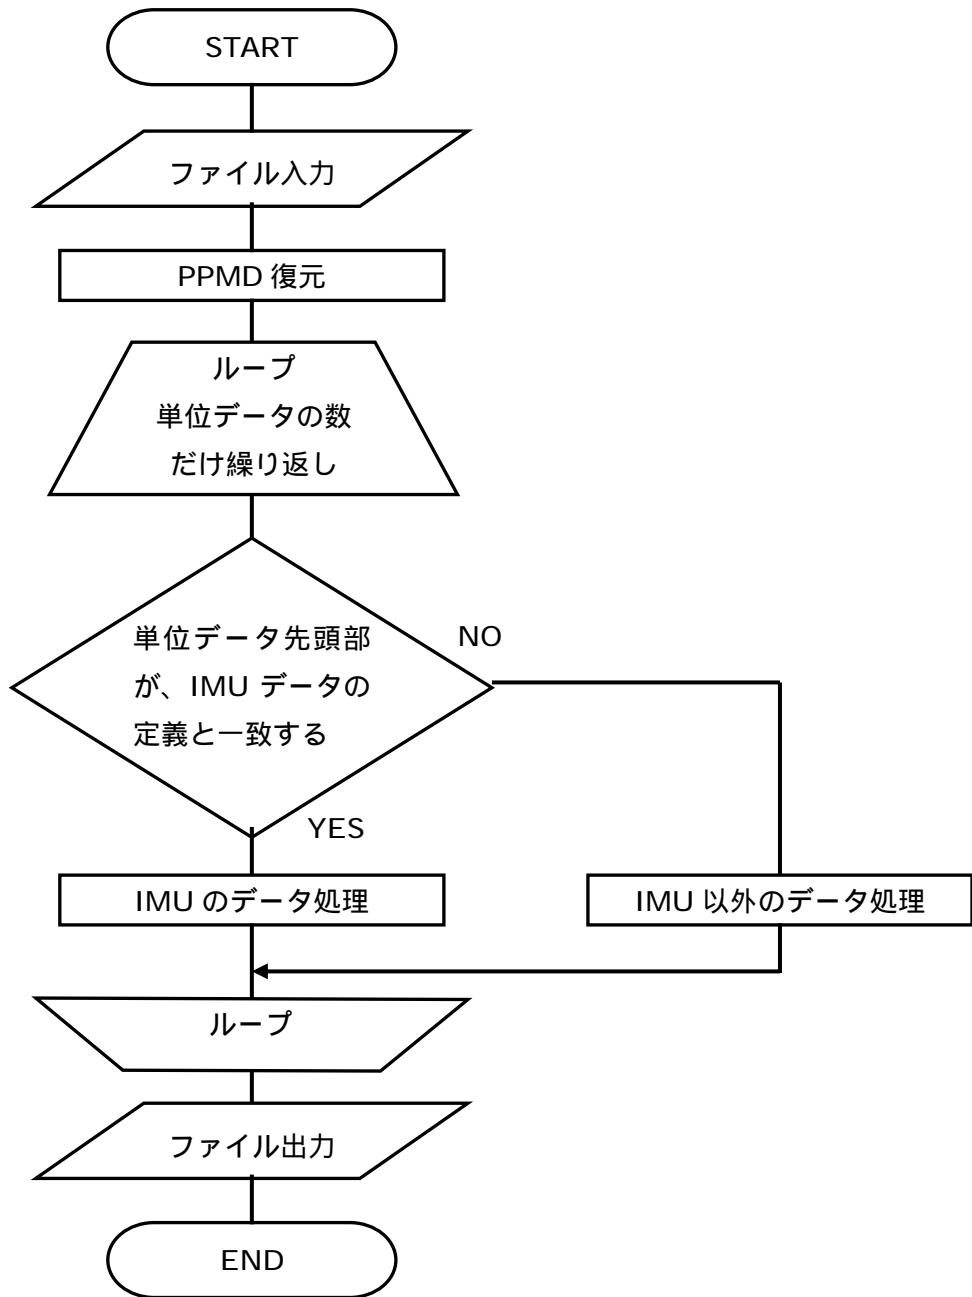 START
ファイル入力
PPMD 復元
ループ
単位データの数
だけ繰り返し
単位データ先頭部
が、IMU データの
定義と一致する
NO
YES
IMU のデータ処理
IMU 以外のデータ処理
ループ
ファイル出力
END